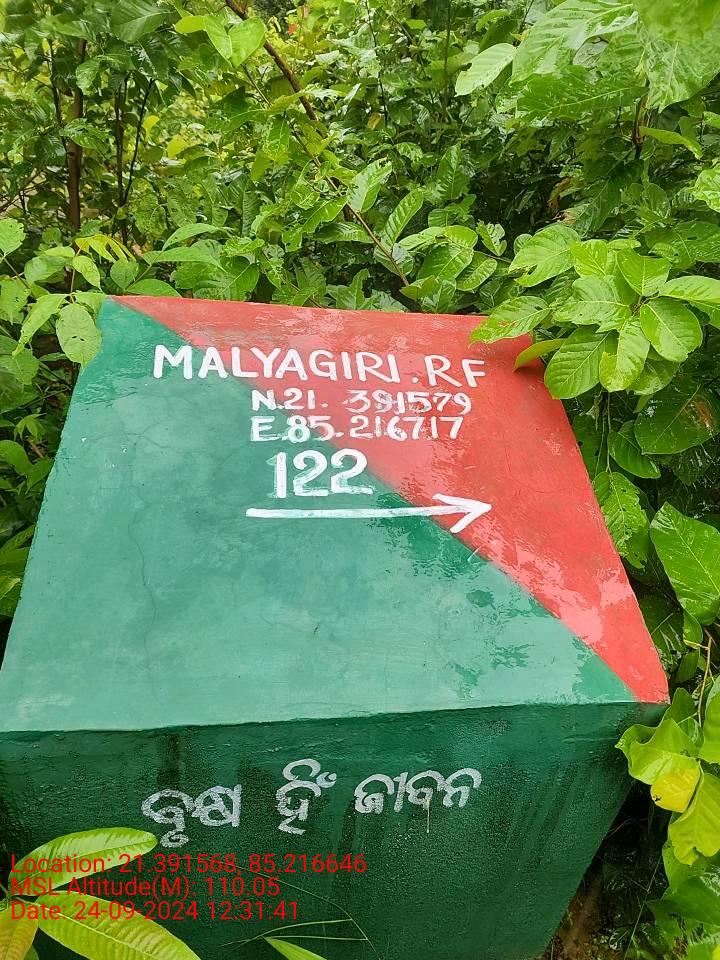 MALYAGIRI.RF
N.21. 391579
E.85.216717
122
ବୃକ୍ଷ ହିଁ ଜୀବନ
Location: 21.391568, 85.216646
MSL Altitude(M): 110.05
Date: 24-09-2024 12:31.41